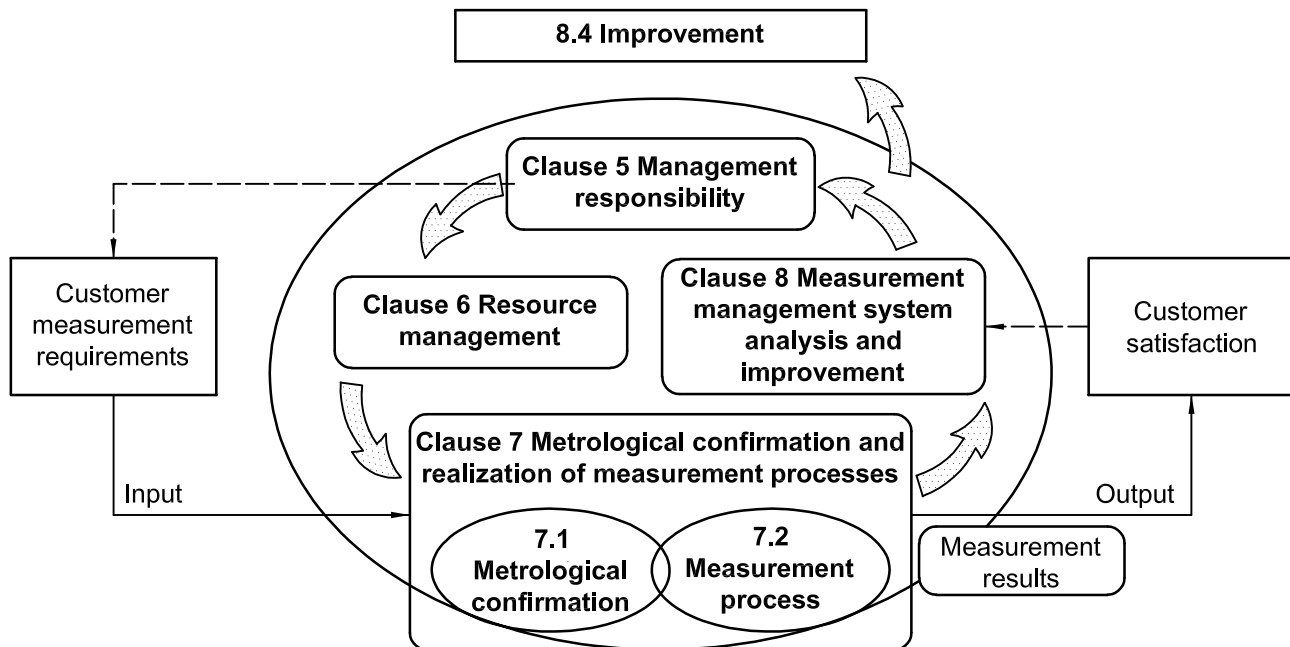 8.4 Improvement
Clause 5 Management
responsibility
Customer
measurement
requirements
Clause 6 Resource
management
Clause 8 Measurement
management system
analysis and
improvement
Customer
satisfaction
Clause 7 Metrological confirmation and
realization of measurement processes
Input
Output
7.1
Metrological
confirmation
7.2
Measurement
process
Measurement
results